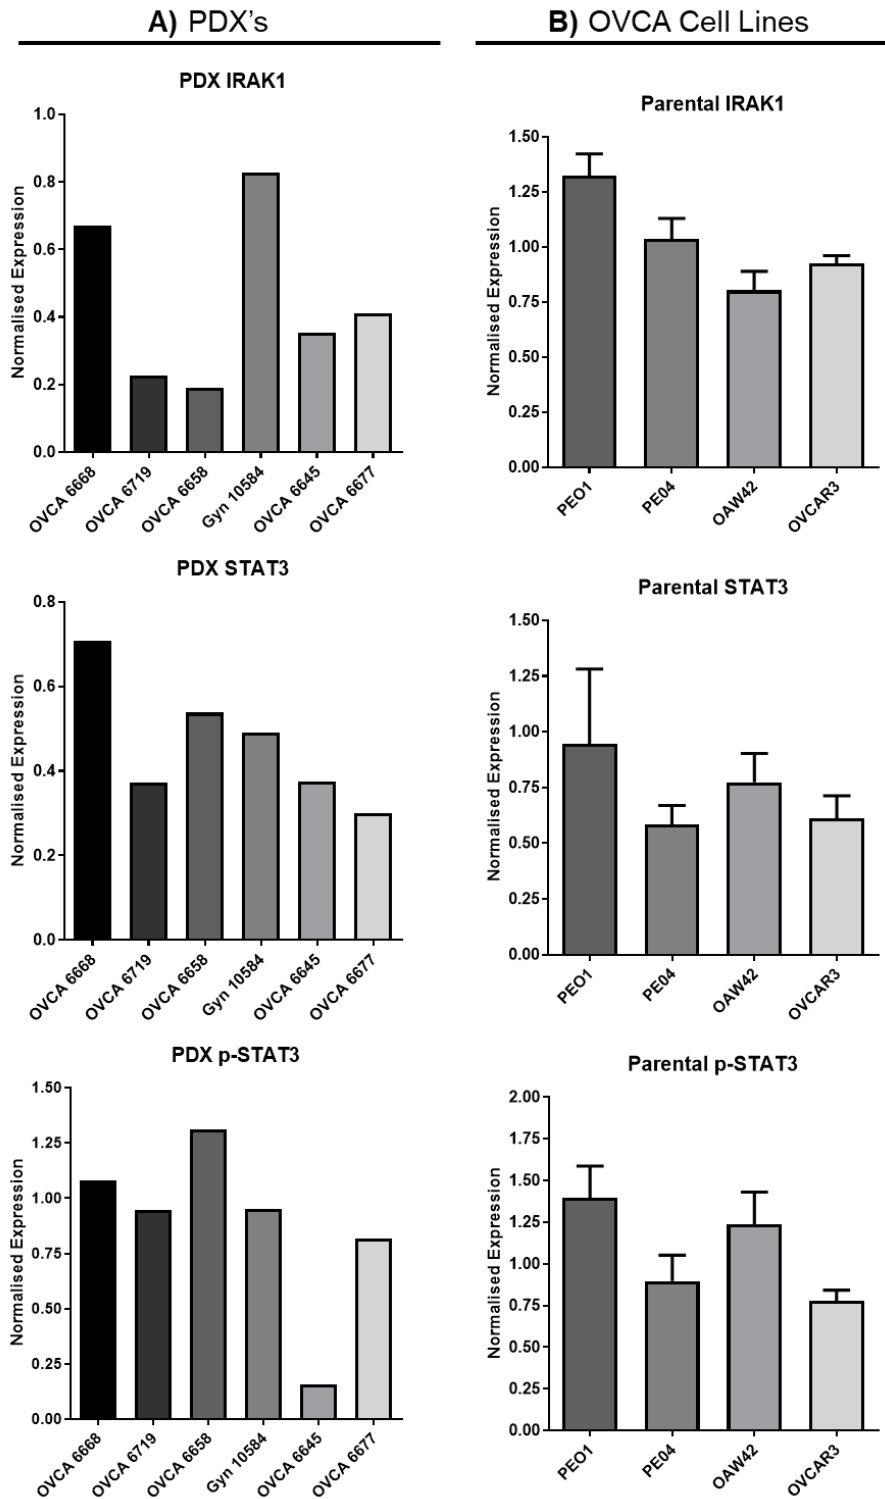 A) PDX's
PDX IRAK1
Normalised Expression
1.0
0.8
0.6
0.4
0.2
0.0
OVCA 6668
OVCA 6719
OVCA 6658
Gyn 10584
OVCA 6645
OVCA 6677
PDX STAT3
Normalised Expression
0.8
0.6
0.4
0.2
0.0
OVCA 6668
OVCA 6719
OVCA 6658
Gyn 10584
OVCA 6645
OVCA 6677
PDX p-STAT3
Normalised Expression
1.50
1.25
1.00
0.75
0.50
0.25
0.00
OVCA 6668
OVCA 6719
OVCA 6658
Gyn 10584
OVCA 6645
OVCA 6677
B) OVCA Cell Lines
Parental IRAK1
Normalised Expression
1.50
1.25
1.00
0.75
0.50
0.25
0.00
PEO1
PE04
OAW42
OVCAR3
Parental STAT3
Normalised Expression
1.50
1.25
1.00
0.75
0.50
0.25
0.00
PEO1
PE04
OAW42
OVCAR3
Parental p-STAT3
Normalised Expression
2.00
1.75
1.50
1.25
1.00
0.75
0.50
0.25
0.00
PEO1
PE04
OAW42
OVCAR3